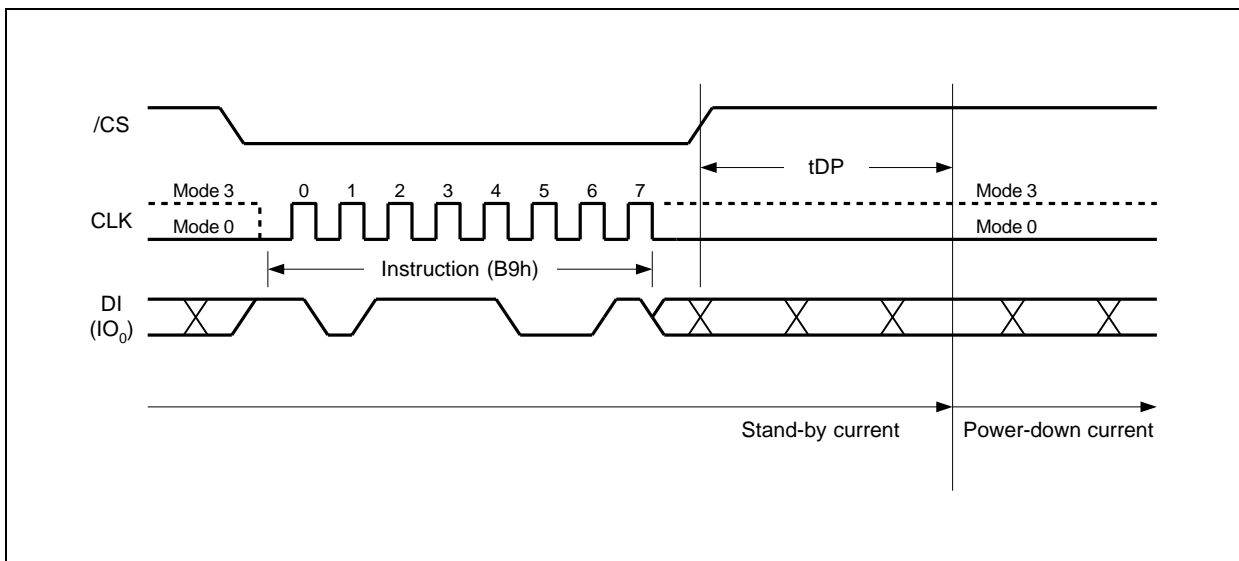 /CS
tDP
Mode 3 0 1 2 3 4 5 6 7 Mode 3
CLK
Mode 0 Mode 0
Instruction (B9h)
DI
(IO0)
Stand-by current Power-down current